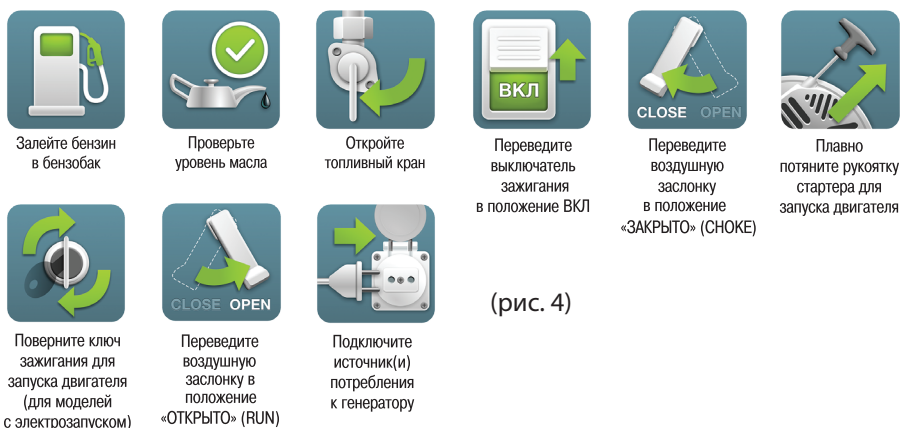 Залейте бензин
в бензобак
Проверьте
уровень масла
Откройте
топливный кран
ВКЛ
Переведите
выключатель
зажигания
в положение ВКЛ
CLOSE OPEN
Переведите
воздушную
заслонку
в положение
«ЗАКРЫТО» (CHOKE)
Плавно
потяните рукоятку
стартера для
запуска двигателя
Поверните ключ
зажигания для
запуска двигателя
(для моделей
с электрозапуском)
CLOSE OPEN
Переведите
воздушную
заслонку в
положение
«ОТКРЫТО» (RUN)
Подключите
источник(и)
потребления
к генератору
(рис. 4)